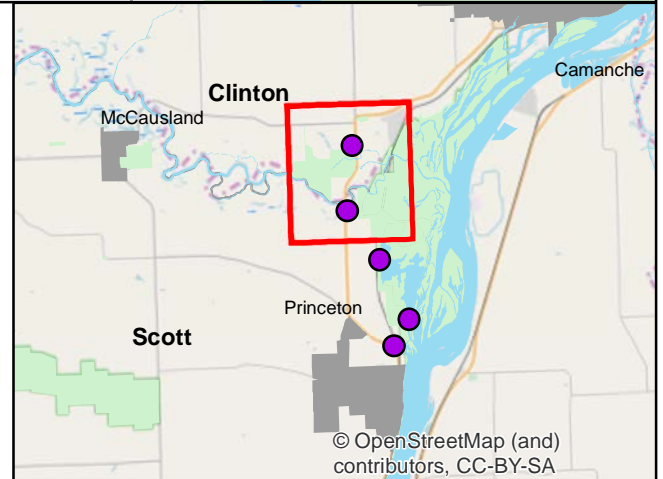 Camanche
Clinton
McCausland
Princeton
Scott
© OpenStreetMap (and)
contributors, CC-BY-SA